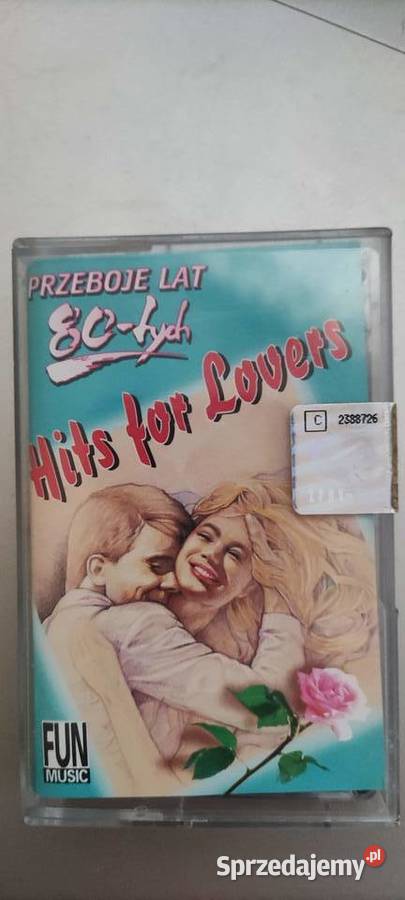 PRZEBOJE LAT
80-tych
Hits for Lovers
C 2388726
FUN
MUSIC
Sprzedajemy.pl